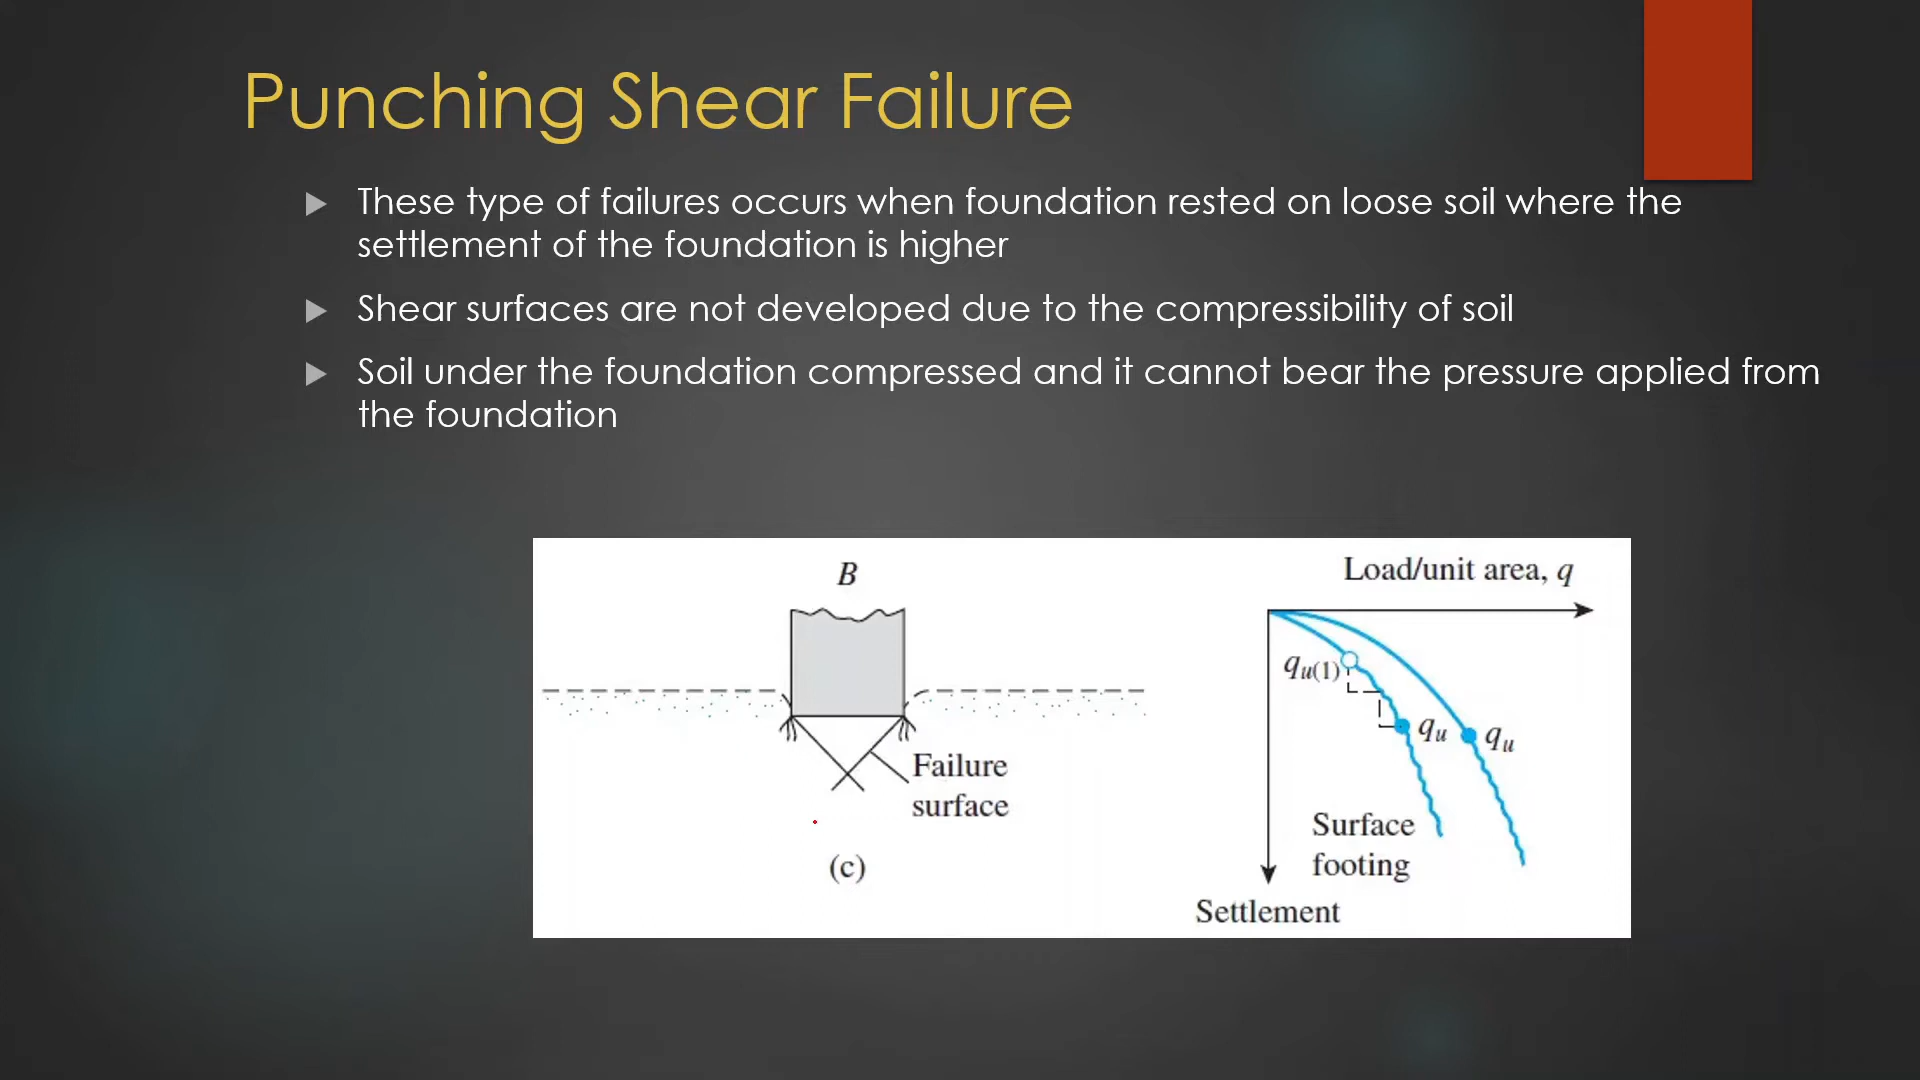 Punching Shear Failure
These type of failures occurs when foundation rested on loose soil where the
settlement of the foundation is higher
Shear surfaces are not developed due to the compressibility of soil
Soil under the foundation compressed and it cannot bear the pressure applied from
the foundation
B
Failure
surface
(c)
Load/unit area, q
qu(1)
qu
qu
Surface
footing
Settlement